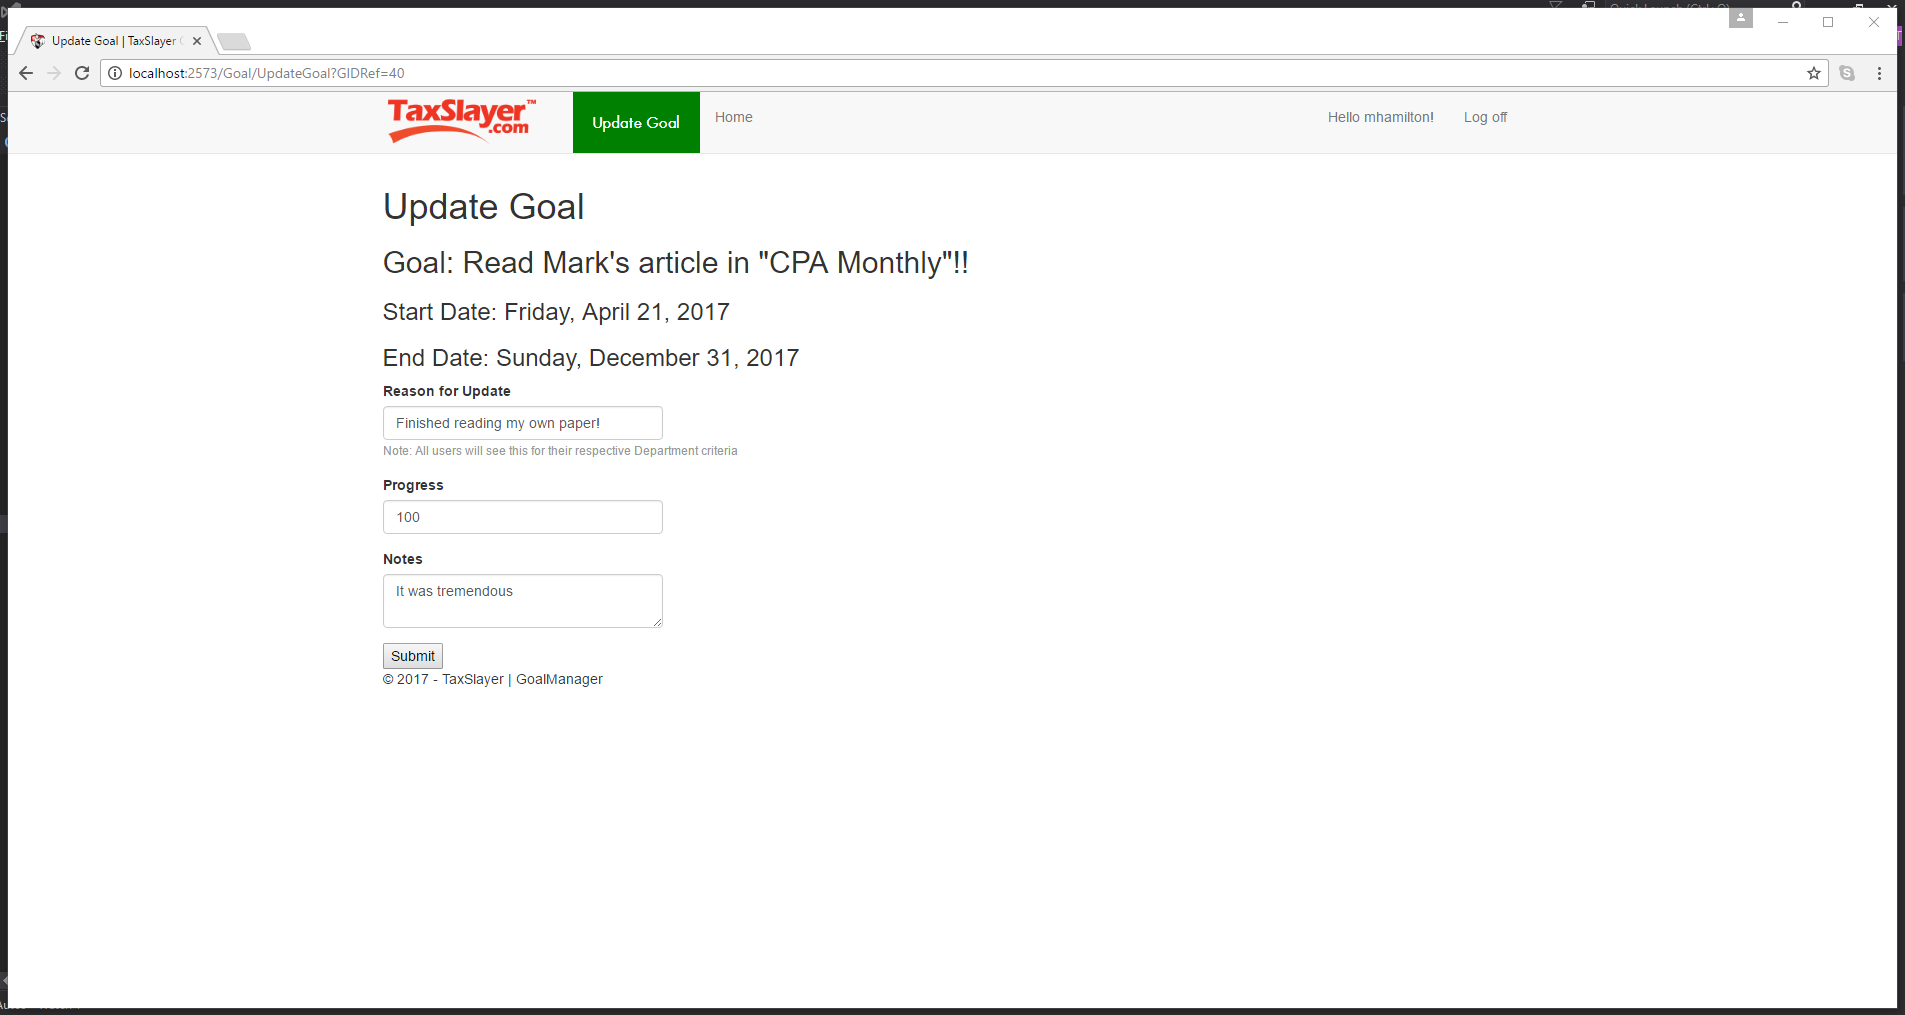 Update Goal | TaxSlayer
localhost:2573/Goal/UpdateGoal?GIDRef=40
TaxSlayer™
.com
Update Goal
Home
Hello mhamilton!
Log off
Update Goal
Goal: Read Mark's article in "CPA Monthly"!!
Start Date: Friday, April 21, 2017
End Date: Sunday, December 31, 2017
Reason for Update
Finished reading my own paper!
Note: All users will see this for their respective Department criteria
Progress
100
Notes
It was tremendous
Submit
© 2017 - TaxSlayer | GoalManager